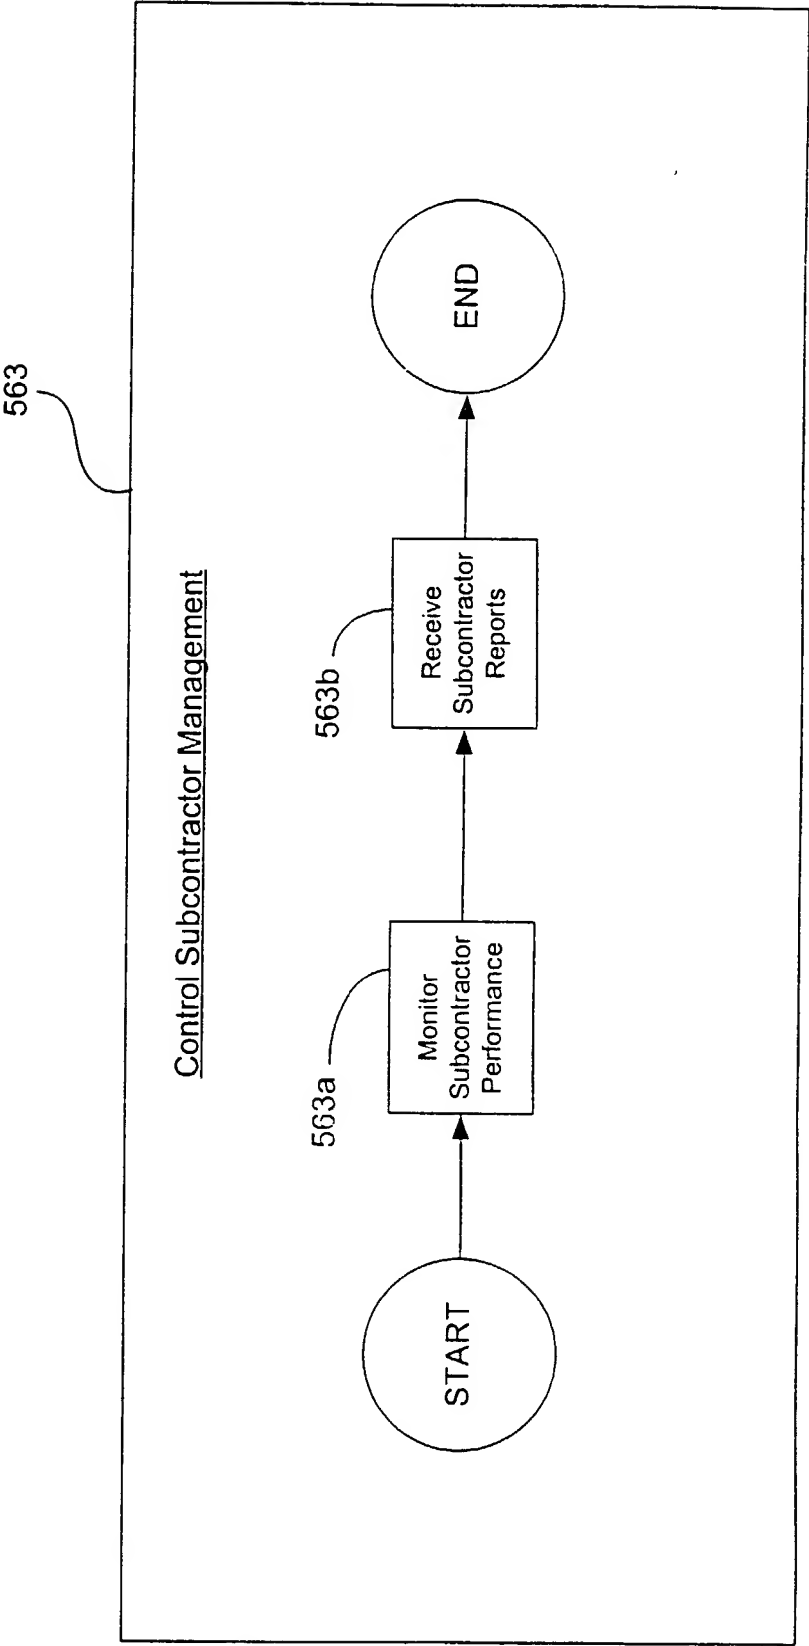 563
Control Subcontractor Management
563a
563b
START
Monitor
Subcontractor
Performance
Receive
Subcontractor
Reports
END